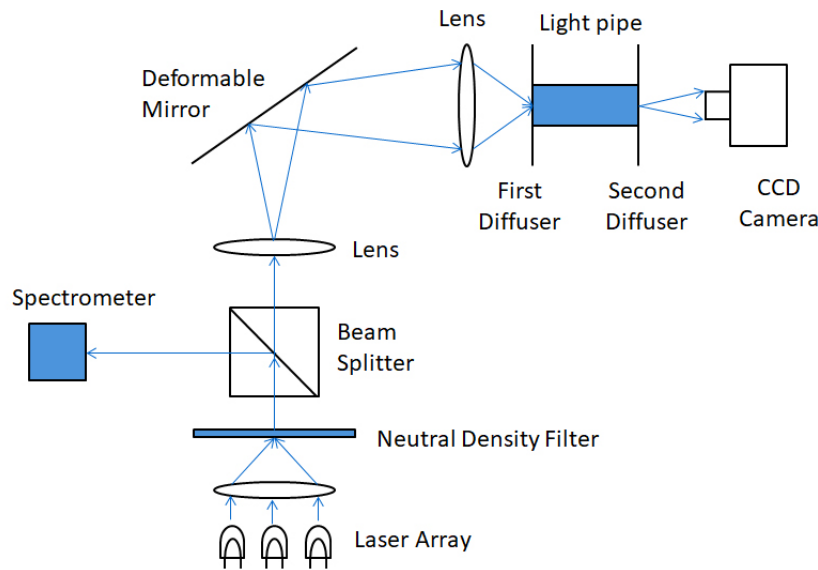 Lens
Light pipe
Deformable
Mirror
First
Diffuser
Second
Diffuser
CCD
Camera
Lens
Spectrometer
Beam
Splitter
Neutral Density Filter
Laser Array